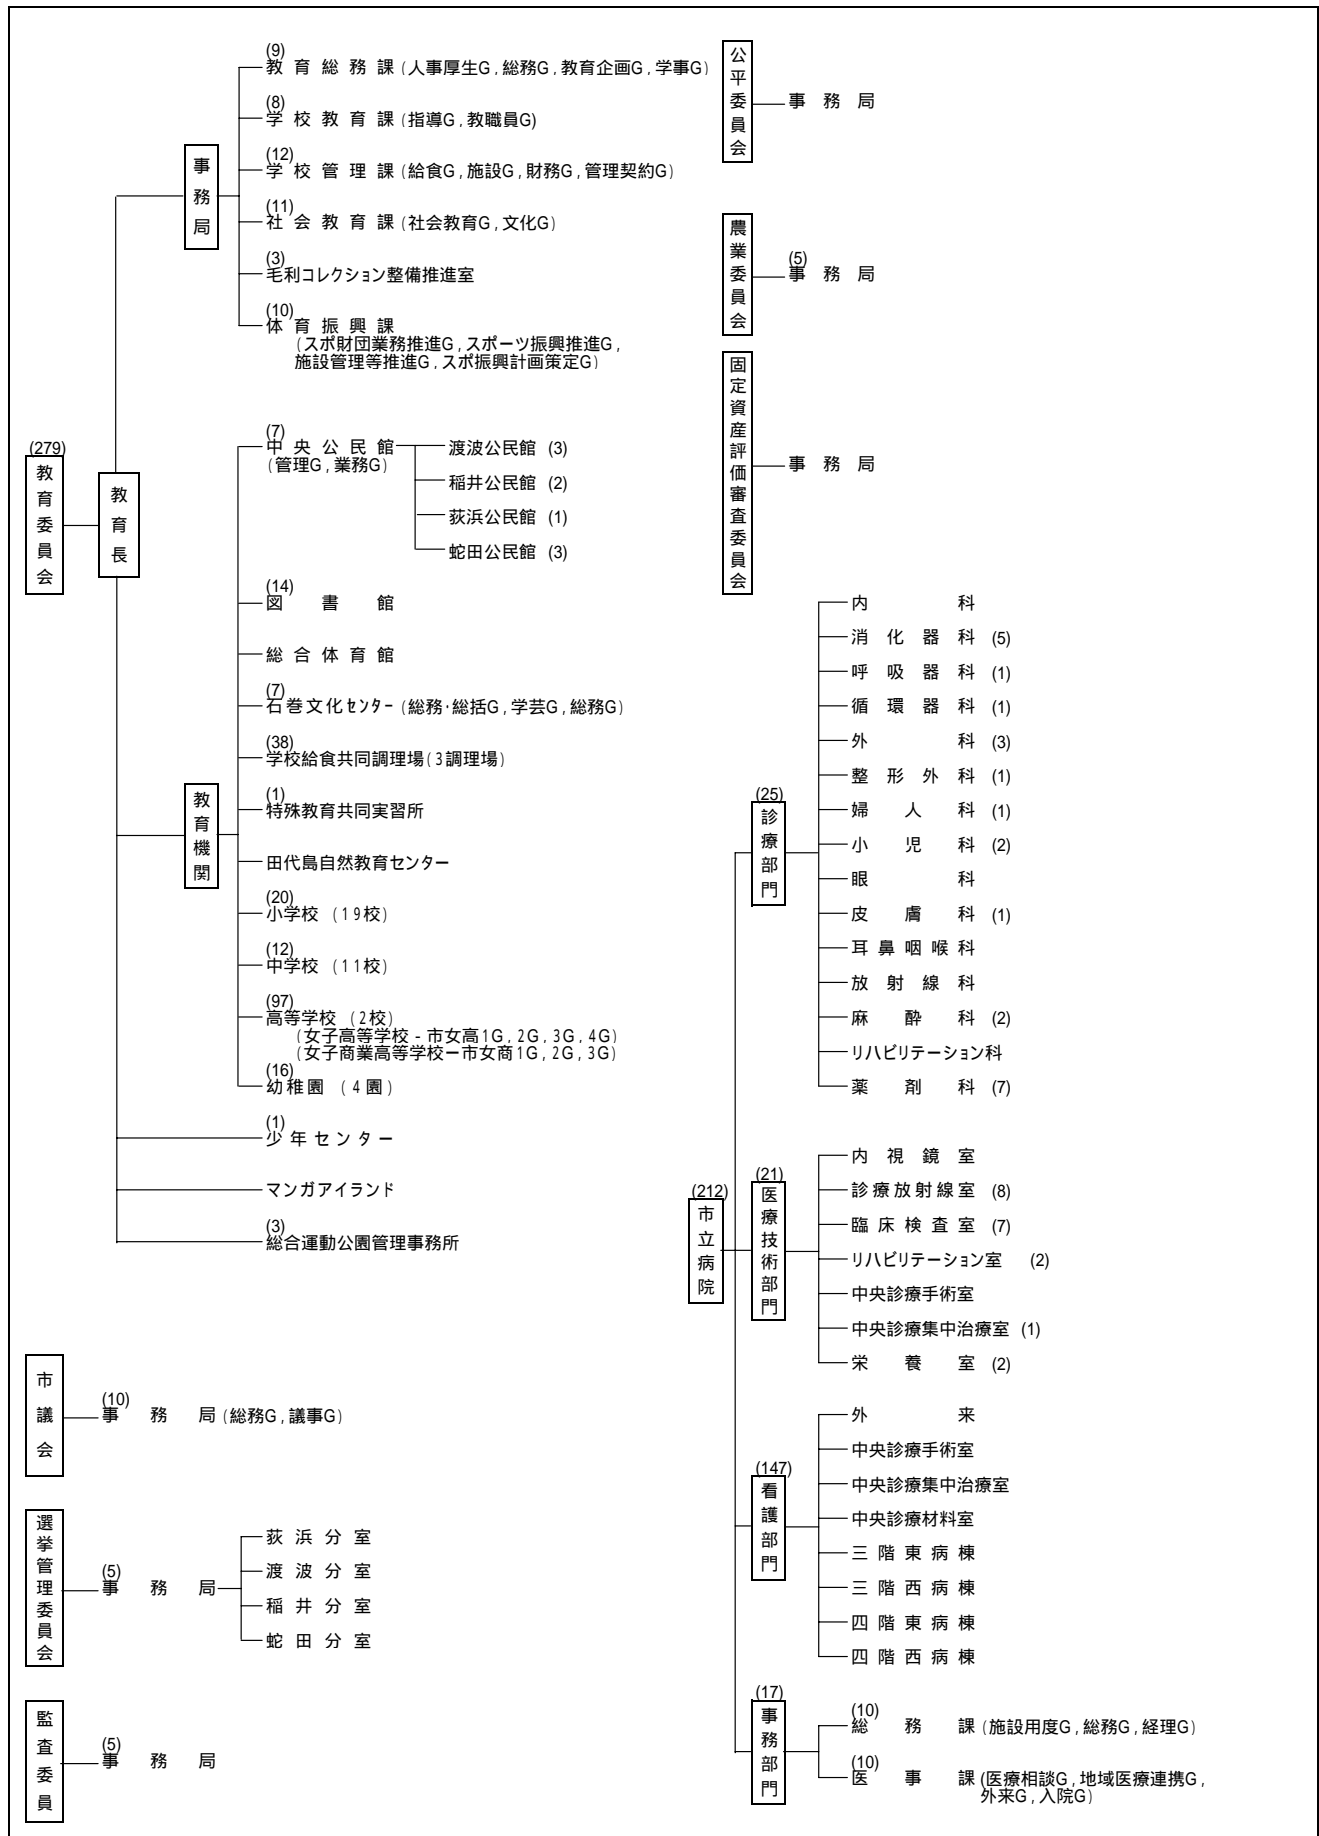 (279)
教育委員会
教育長
事務局
(9)
教育総務課(人事厚生G,総務G,教育企画G,学事G)
(8)
学校教育課(指導G,教職員G)
(12)
学校管理課(給食G,施設G,財務G,管理契約G)
(11)
社会教育課(社会教育G,文化G)
(3)
毛利コレクション整備推進室
(10)
体育振興課
(スポ財団業務推進G,スポーツ振興推進G,
施設管理等推進G,スポ振興計画策定G)
教育機関
(7)
中央公民館
(管理G,業務G)
渡波公民館 (3)
稲井公民館 (2)
荻浜公民館 (1)
蛇田公民館 (3)
(14)
図書館
総合体育館
(7)
石巻文化センター(総務・総括G,学芸G,総務G)
(38)
学校給食共同調理場(3調理場)
(1)
特殊教育共同実習所
田代島自然教育センター
(20)
小学校 (19校)
(12)
中学校 (11校)
(97)
高等学校 (2校)
(女子高等学校 - 市女高1G,2G,3G,4G)
(女子商業高等学校ー市女商1G,2G,3G)
(16)
幼稚園 (4園)
(1)
少年センター
マンガアイランド
(3)
総合運動公園管理事務所
市議会
(10)
事務局(総務G,議事G)
選挙管理委員会
(5)
事務局
荻浜分室
渡波分室
稲井分室
蛇田分室
監査委員
(5)
事務局
公平委員会
事務局
農業委員会
(5)
事務局
固定資産評価審査委員会
事務局
(212)
市立病院
(25)
診療部門
内科
消化器科 (5)
呼吸器科 (1)
循環器科 (1)
外科 (3)
整形外科 (1)
婦人科 (1)
小児科 (2)
眼科
皮膚科 (1)
耳鼻咽喉科
放射線科
麻酔科 (2)
リハビリテーション科
薬剤科 (7)
(21)
医療技術部門
内視鏡室
診療放射線室 (8)
臨床検査室 (7)
リハビリテーション室 (2)
中央診療手術室
中央診療集中治療室 (1)
栄養室 (2)
(147)
看護部門
外来
中央診療手術室
中央診療集中治療室
中央診療材料室
三階東病棟
三階西病棟
四階東病棟
四階西病棟
(17)
事務部門
(10)
総務課(施設用度G,総務G,経理G)
(10)
医事課(医療相談G,地域医療連携G,
外来G,入院G)